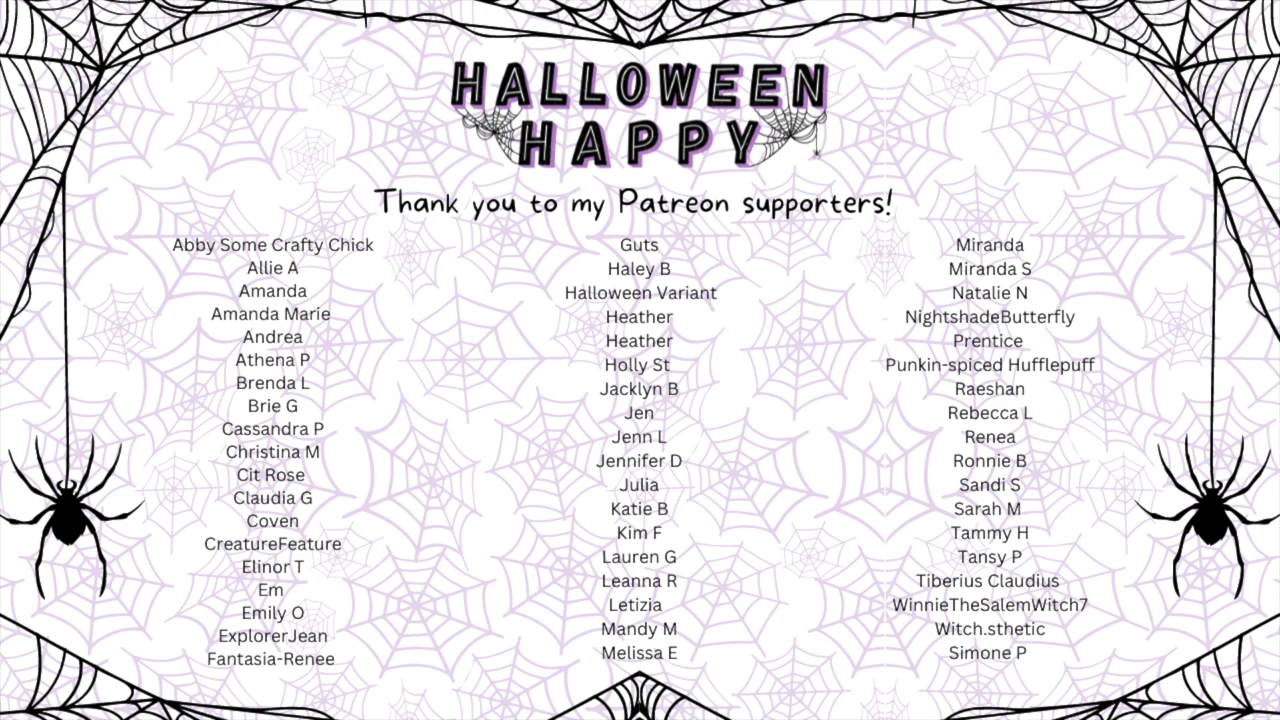 HALLOWEEN
HAPPY
Thank you to my Patreon supporters!
Abby Some Crafty Chick
Allie A
Amanda
Amanda Marie
Andrea
Athena P
Brenda L
Brie G
Cassandra P
Christina M
Cit Rose
Claudia G
Coven
CreatureFeature
Elinor T
Em
Emily O
ExplorerJean
Fantasia-Renee
Guts
Haley B
Halloween Variant
Heather
Heather
Holly St
Jacklyn B
Jen
Jenn L
Jennifer D
Julia
Katie B
Kim F
Lauren G
Leanna R
Letizia
Mandy M
Melissa E
Miranda
Miranda S
Natalie N
NightshadeButterfly
Prentice
Punkin-spiced Hufflepuff
Raeshan
Rebecca L
Renea
Ronnie B
Sandi S
Sarah M
Tammy H
Tansy P
Tiberius Claudius
WinnieTheSalemWitch7
Witch.sthetic
Simone P